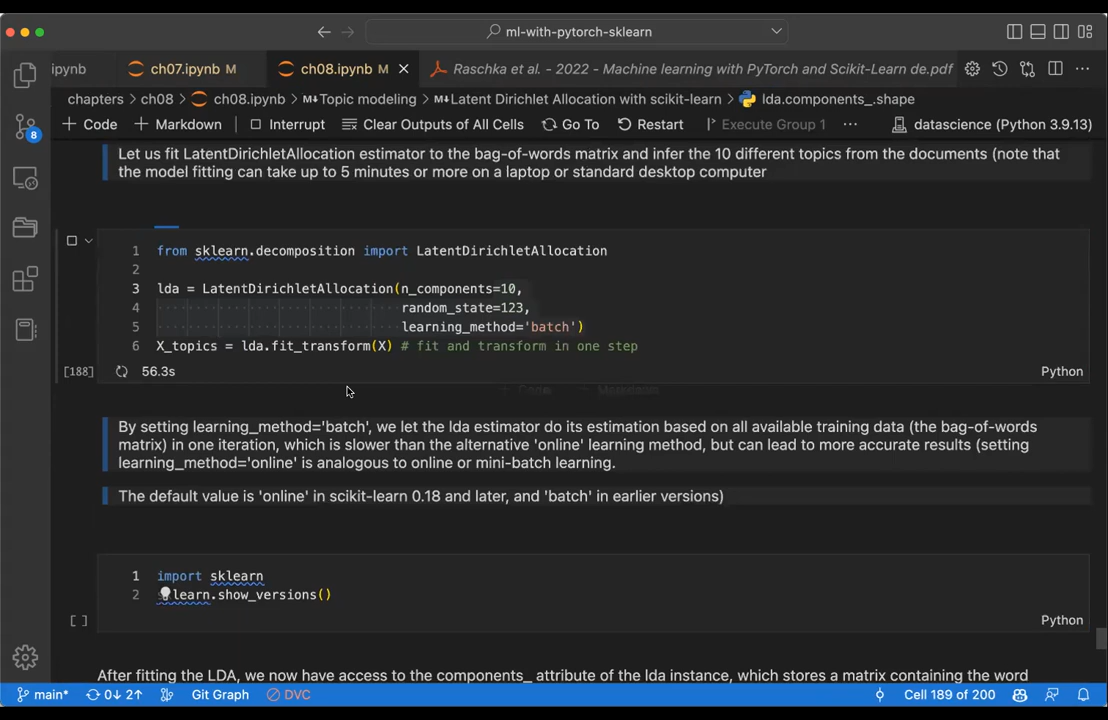 ml-with-pytorch-sklearn
ipynb
ch07.ipynb M
ch08.ipynb M
Raschka et al. - 2022 - Machine learning with PyTorch and Scikit-Learn de.pdf
chapters > ch08 > ch08.ipynb > M↓Topic modeling > M↓Latent Dirichlet Allocation with scikit-learn > lda.components_.shape
+ Code + Markdown Interrupt Clear Outputs of All Cells Go To Restart Execute Group 1 ... datascience (Python 3.9.13)
8
Let us fit LatentDirichletAllocation estimator to the bag-of-words matrix and infer the 10 different topics from the documents (note that
the model fitting can take up to 5 minutes or more on a laptop or standard desktop computer
1 from sklearn.decomposition import LatentDirichletAllocation
2
3 lda = LatentDirichletAllocation(n_components=10,
4 random_state=123,
5 learning_method='batch')
6 X_topics = lda.fit_transform(X) # fit and transform in one step
[188] 56.3s Python
+ Code + Markdown
By setting learning_method='batch', we let the lda estimator do its estimation based on all available training data (the bag-of-words
matrix) in one iteration, which is slower than the alternative 'online' learning method, but can lead to more accurate results (setting
learning_method='online' is analogous to online or mini-batch learning.
The default value is 'online' in scikit-learn 0.18 and later, and 'batch' in earlier versions)
1 import sklearn
2 sklearn.show_versions()
[ ] Python
After fitting the LDA, we now have access to the components_ attribute of the lda instance, which stores a matrix containing the word
main* 0↓ 2↑ Git Graph DVC Cell 189 of 200